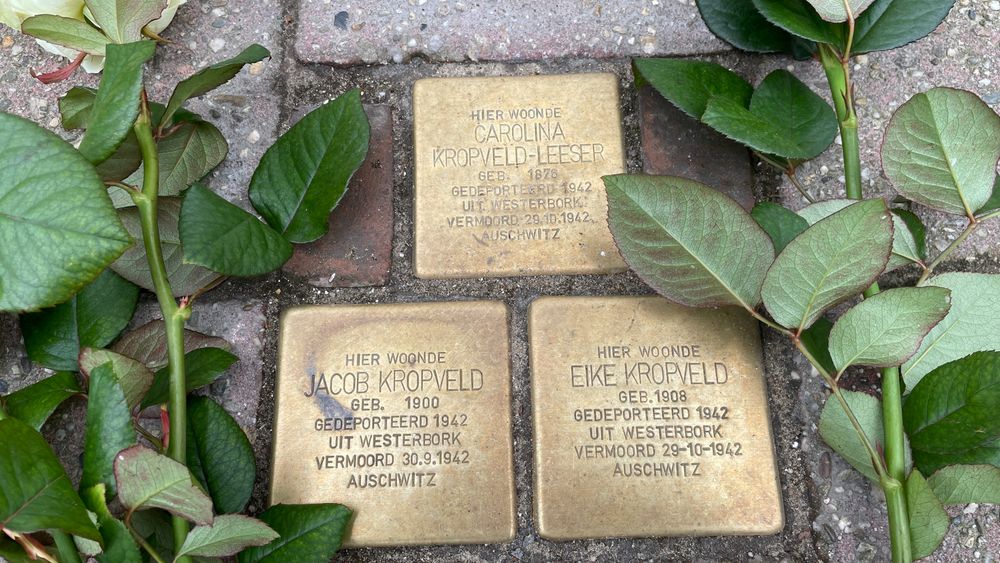 HIER WOONDE
CAROLINA
KROPVELD-LEESER
GEB. 1876
GEDEPORTEERD 1942
UIT WESTERBORK
VERMOORD 29.10.1942
AUSCHWITZ
HIER WOONDE
JACOB KROPVELD
GEB. 1900
GEDEPORTEERD 1942
UIT WESTERBORK
VERMOORD 30.9.1942
AUSCHWITZ
HIER WOONDE
EIKE KROPVELD
GEB. 1908
GEDEPORTEERD 1942
UIT WESTERBORK
VERMOORD 29-10-1942
AUSCHWITZ